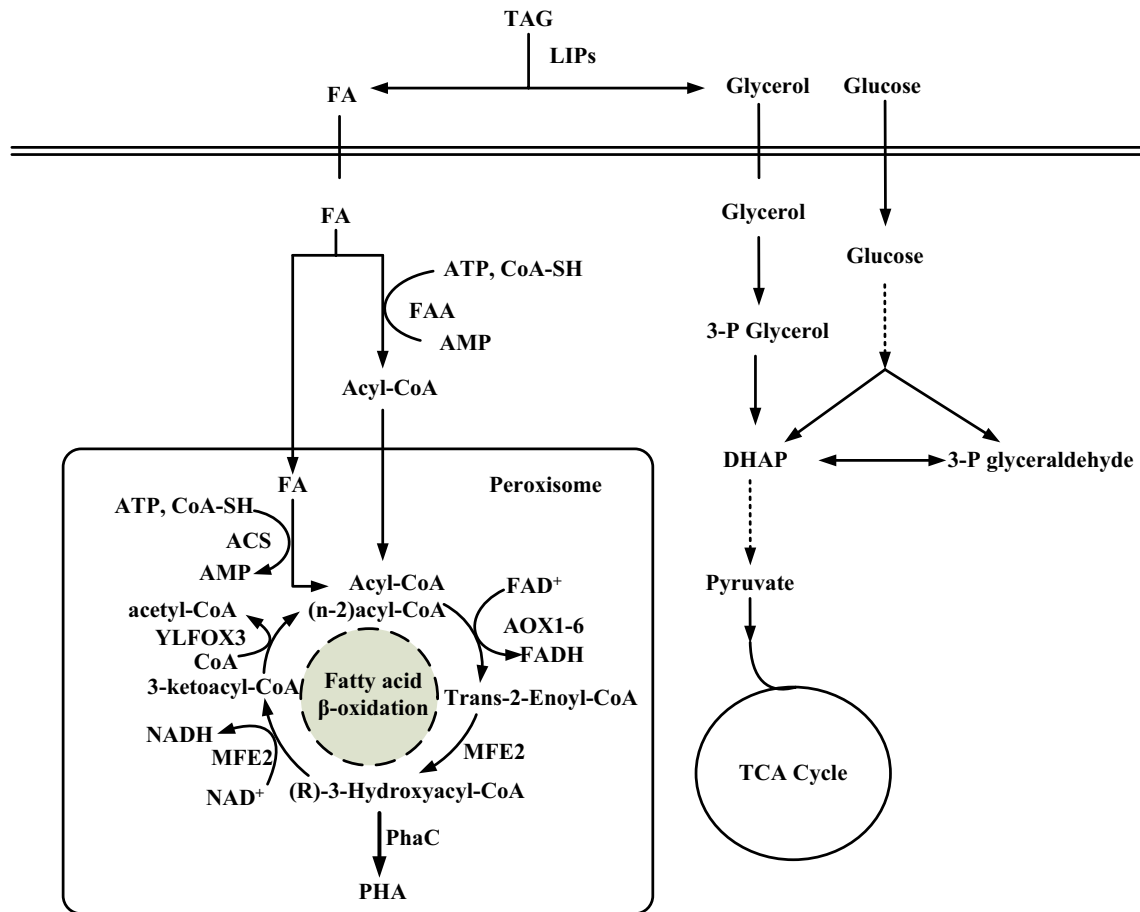 TAG
LIPs
FA
Glycerol
Glucose
FA
Glycerol
Glucose
ATP, CoA-SH
FAA
AMP
3-P Glycerol
Acyl-CoA
DHAP
3-P glyceraldehyde
FA
Peroxisome
ATP, CoA-SH
ACS
AMP
Acyl-CoA
(n-2)acyl-CoA
FAD⁺
AOX1-6
FADH
Pyruvate
acetyl-CoA
YLFOX3
CoA
3-ketoacyl-CoA
Fatty acid
β-oxidation
Trans-2-Enoyl-CoA
NADH
MFE2
NAD⁺
MFE2
(R)-3-Hydroxyacyl-CoA
TCA Cycle
PhaC
PHA